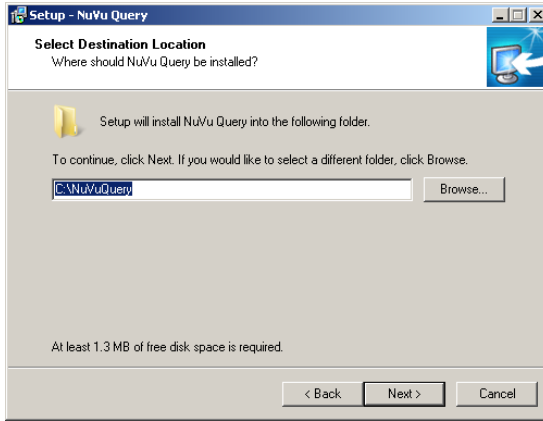 Setup - NuVu Query
Select Destination Location
Where should NuVu Query be installed?
Setup will install NuVu Query into the following folder.
To continue, click Next. If you would like to select a different folder, click Browse.
C:\NuVuQuery
Browse...
At least 1.3 MB of free disk space is required.
< Back
Next >
Cancel